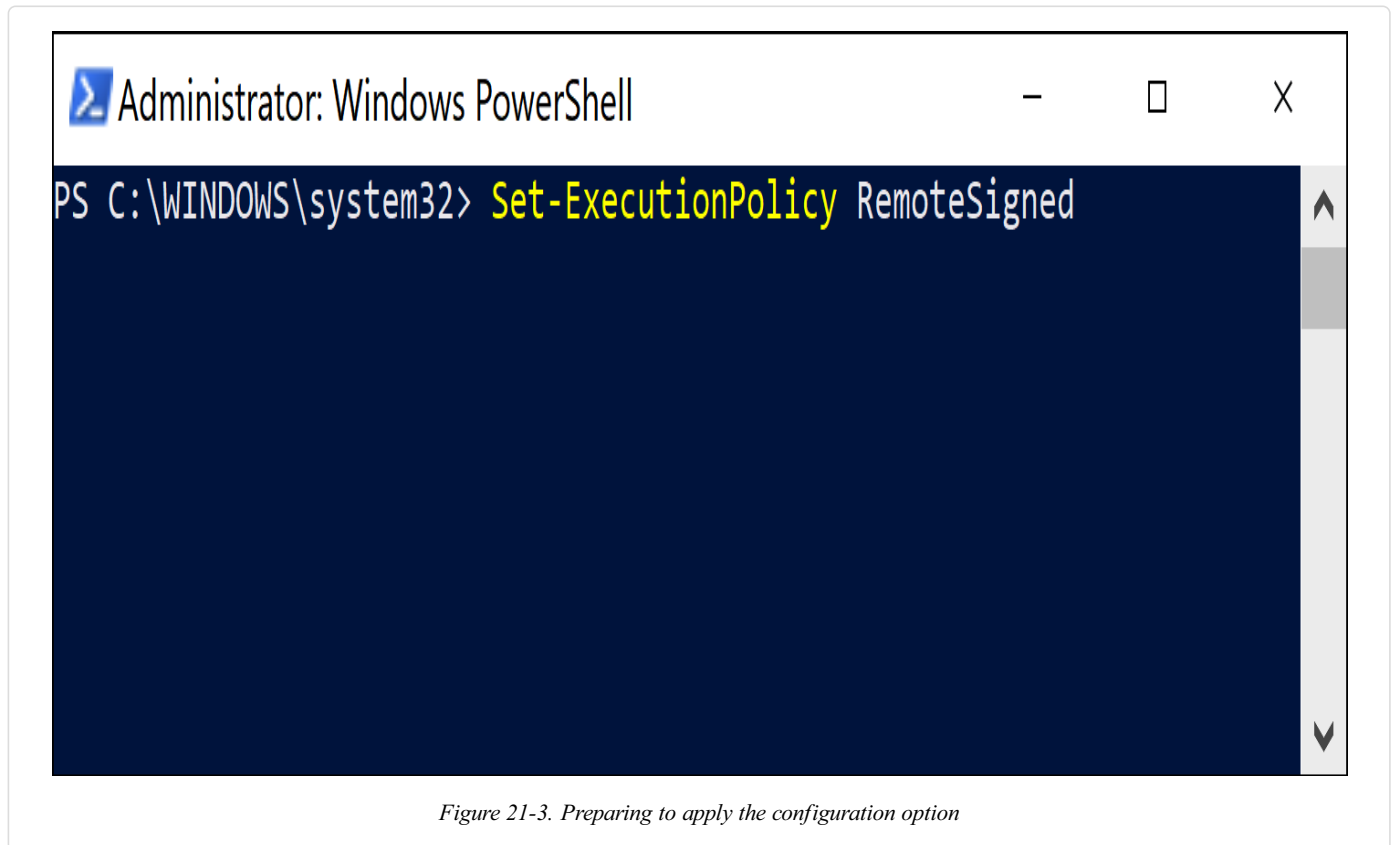 Administrator: Windows PowerShell
PS C:\WINDOWS\system32> Set-ExecutionPolicy RemoteSigned
Figure 21-3. Preparing to apply the configuration option